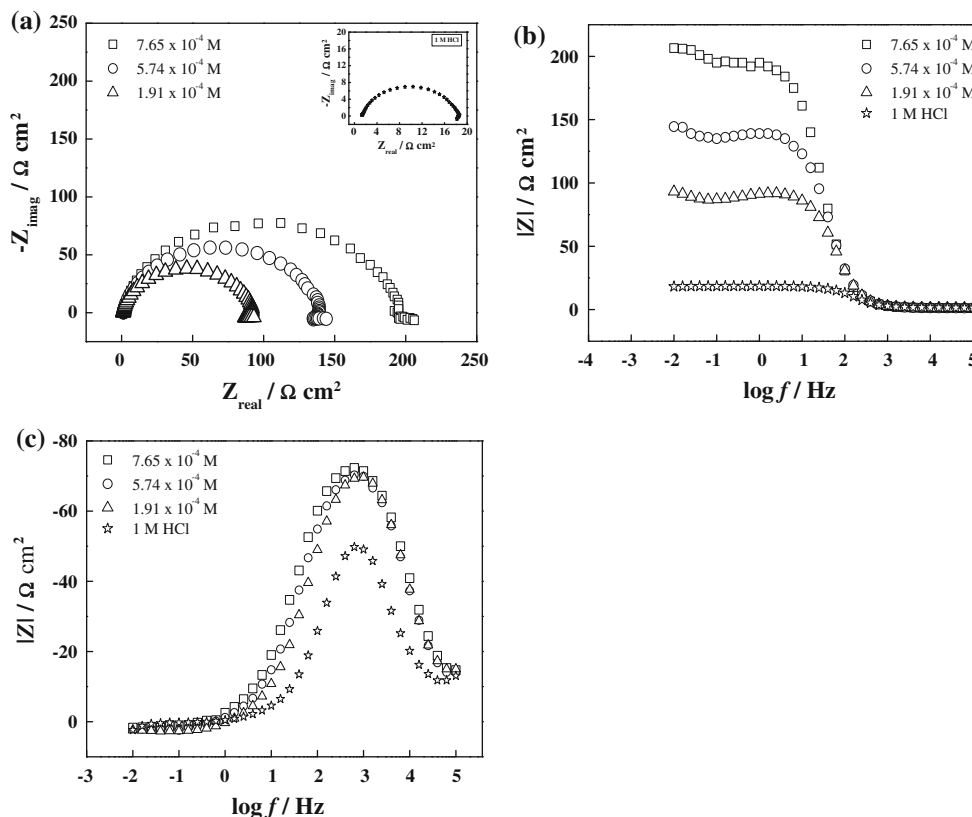 (a)
-Z_imag / Ω cm²
-250
-200
-150
-100
50
0
□ 7.65 x 10⁻⁴ M
○ 5.74 x 10⁻⁴ M
△ 1.91 x 10⁻⁴ M
-Z_imag / Ω cm²
20
16
12
8
4
0
1 M HCl
0 4 8 12 16 20
Z_real / Ω cm²
0 50 100 150 200 250
Z_real / Ω cm²
(b)
|Z| / Ω cm²
200
150
100
50
0
□ 7.65 x 10⁻⁴ M
○ 5.74 x 10⁻⁴ M
△ 1.91 x 10⁻⁴ M
☆ 1 M HCl
-4 -3 -2 -1 0 1 2 3 4 5
log f / Hz
(c)
|Z| / Ω cm²
-80
-60
-40
-20
0
□ 7.65 x 10⁻⁴ M
○ 5.74 x 10⁻⁴ M
△ 1.91 x 10⁻⁴ M
☆ 1 M HCl
-3 -2 -1 0 1 2 3 4 5
log f / Hz